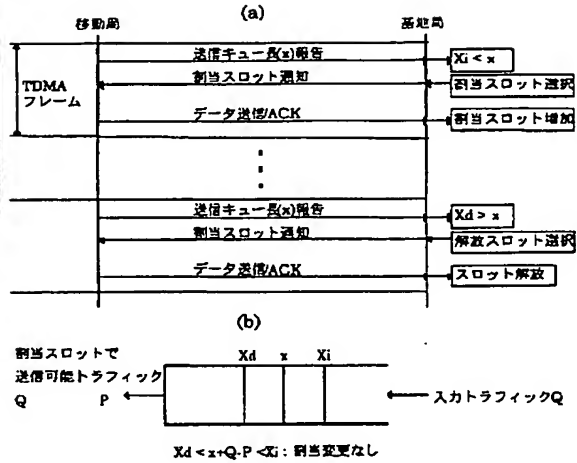 (a)
移動局
基地局
TDMA
フレーム
送信キュー長(x)報告
Xi < x
割当スロット通知
割当スロット選択
データ送信/ACK
割当スロット増加
送信キュー長(x)報告
Xd > x
割当スロット通知
解放スロット選択
データ送信/ACK
スロット解放
(b)
割当スロットで
送信可能トラフィック
Q P
Xd x Xi
入力トラフィックQ
Xd < x+Q-P <Xi : 割当変更なし